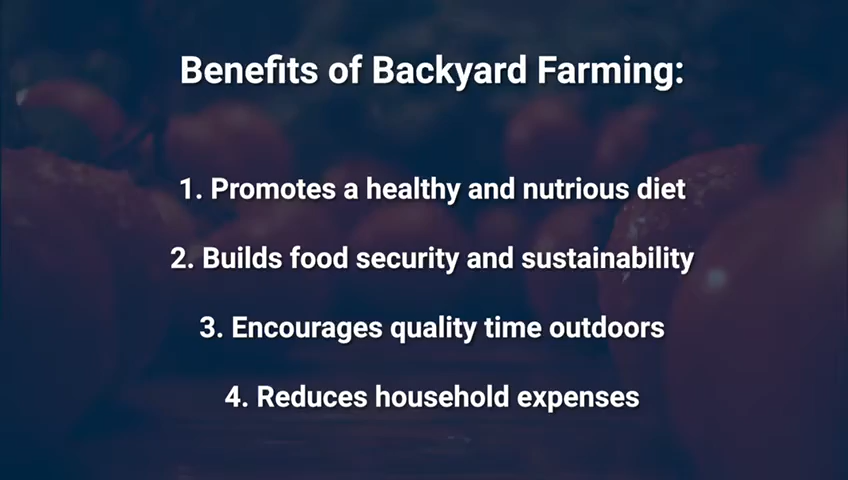 Benefits of Backyard Farming:
1. Promotes a healthy and nutritious diet
2. Builds food security and sustainability
3. Encourages quality time outdoors
4. Reduces household expenses